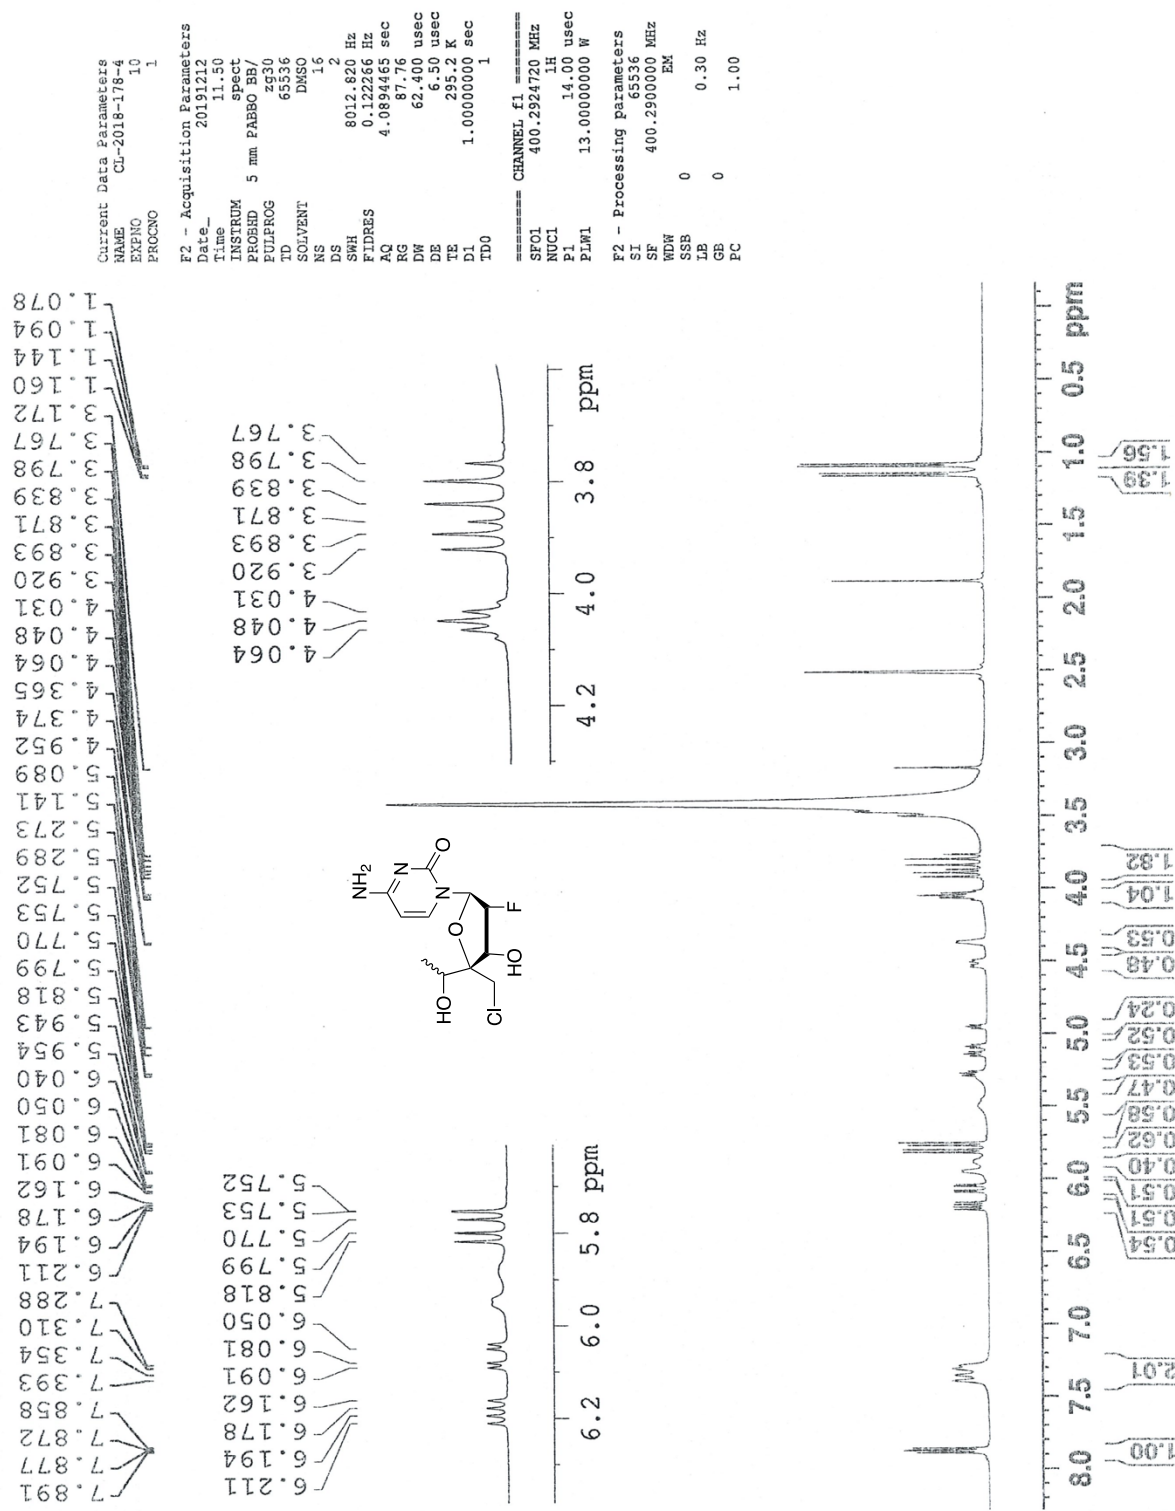 Current Data Parameters
NAME CL-2018-178-4
EXPNO 10
PROCNO 1
F2 - Acquisition Parameters
Date_ 20191212
Time 11.50
INSTRUM spect
PROBHD 5 mm PABBO BB/
PULPROG zg30
TD 65536
SOLVENT DMSO
NS 16
DS 2
SWH 8012.820 Hz
FIDRES 0.122266 Hz
AQ 4.0894465 sec
RG 87.76
DW 62.400 usec
DE 6.50 usec
TE 295.2 K
D1 1.00000000 sec
TD0 1
======== CHANNEL f1 ========
SFO1 400.2924720 MHz
NUC1 1H
P1 14.00 usec
PLW1 13.00000000 W
F2 - Processing parameters
SI 65536
SF 400.2900000 MHz
WDW EM
SSB 0
LB 0.30 Hz
GB 0
PC 1.00
7.891
7.877
7.872
7.858
7.393
7.354
7.310
7.288
6.211
6.194
6.178
6.162
6.091
6.081
6.050
6.040
5.954
5.943
5.818
5.799
5.770
5.753
5.752
5.289
5.273
5.141
5.089
4.952
4.374
4.365
4.064
4.048
4.031
3.920
3.893
3.871
3.839
3.798
3.767
3.172
1.160
1.144
1.094
1.078
6.211
6.194
6.178
6.162
6.091
6.081
6.050
5.818
5.799
5.770
5.753
5.752
6.2 6.0 5.8 ppm
4.064
4.048
4.031
3.920
3.893
3.871
3.839
3.798
3.767
4.2 4.0 3.8 ppm
NH2
N
O
N
O
F
HO
HO
Cl
8.0 7.5 7.0 6.5 6.0 5.5 5.0 4.5 4.0 3.5 3.0 2.5 2.0 1.5 1.0 0.5 ppm
1.00
2.01
0.54
0.51
0.51
0.40
0.62
0.58
0.47
0.53
0.52
0.24
0.48
0.53
1.04
1.82
1.39
1.56